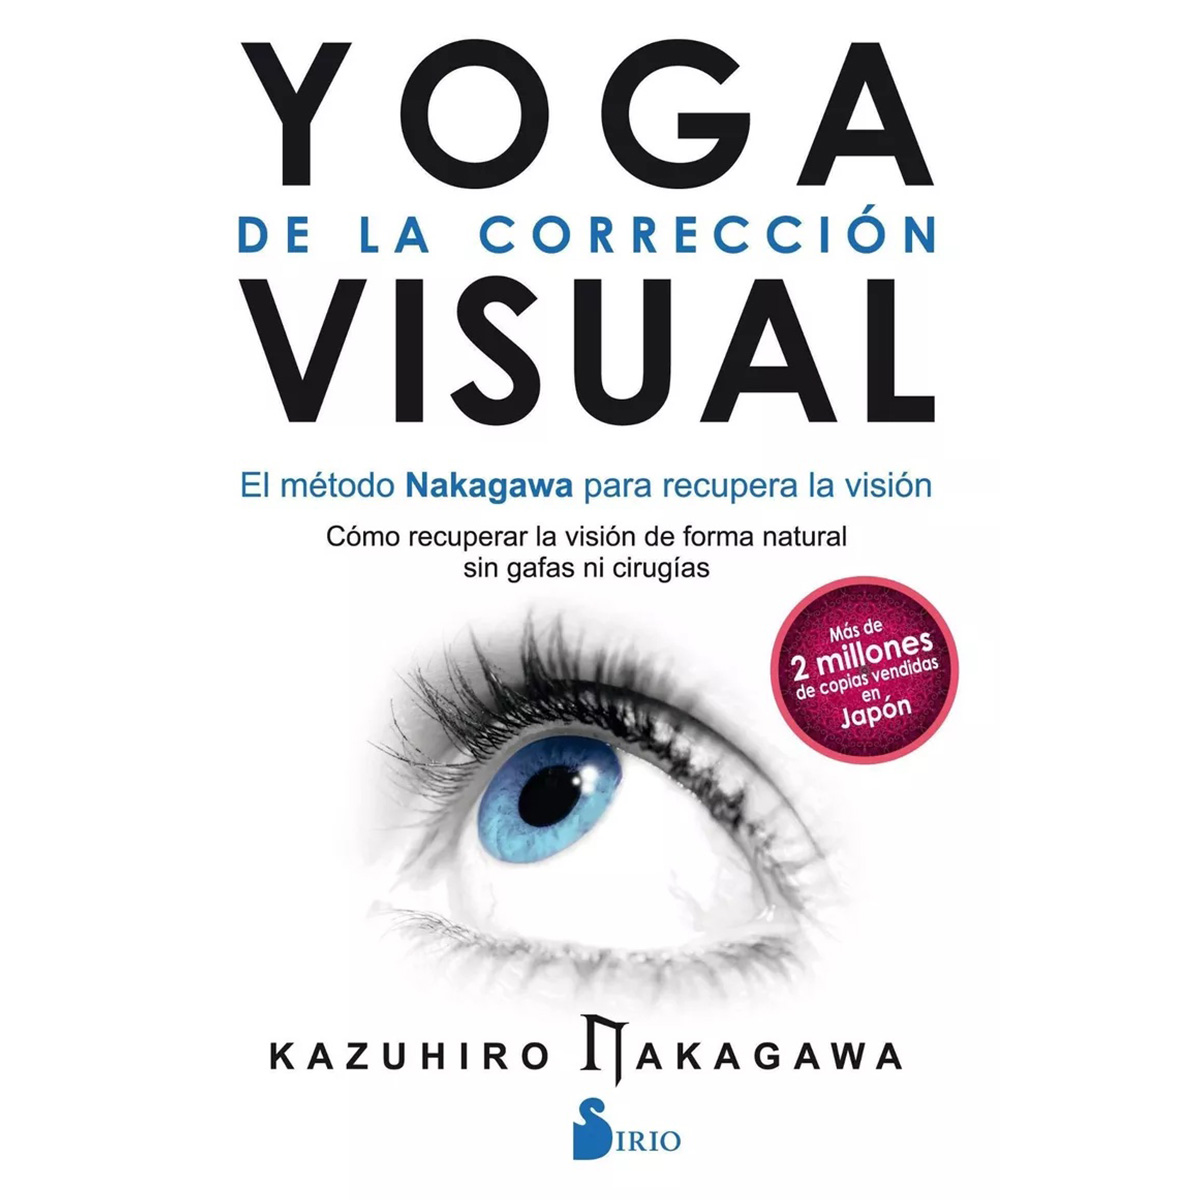 YOGA
DE LA CORRECCIÓN
VISUAL
El método Nakagawa para recupera la visión
Cómo recuperar la visión de forma natural
sin gafas ni cirugías
Más de
2 millones
de copias vendidas
en
Japón
KAZUHIRO NAKAGAWA
SIRIO